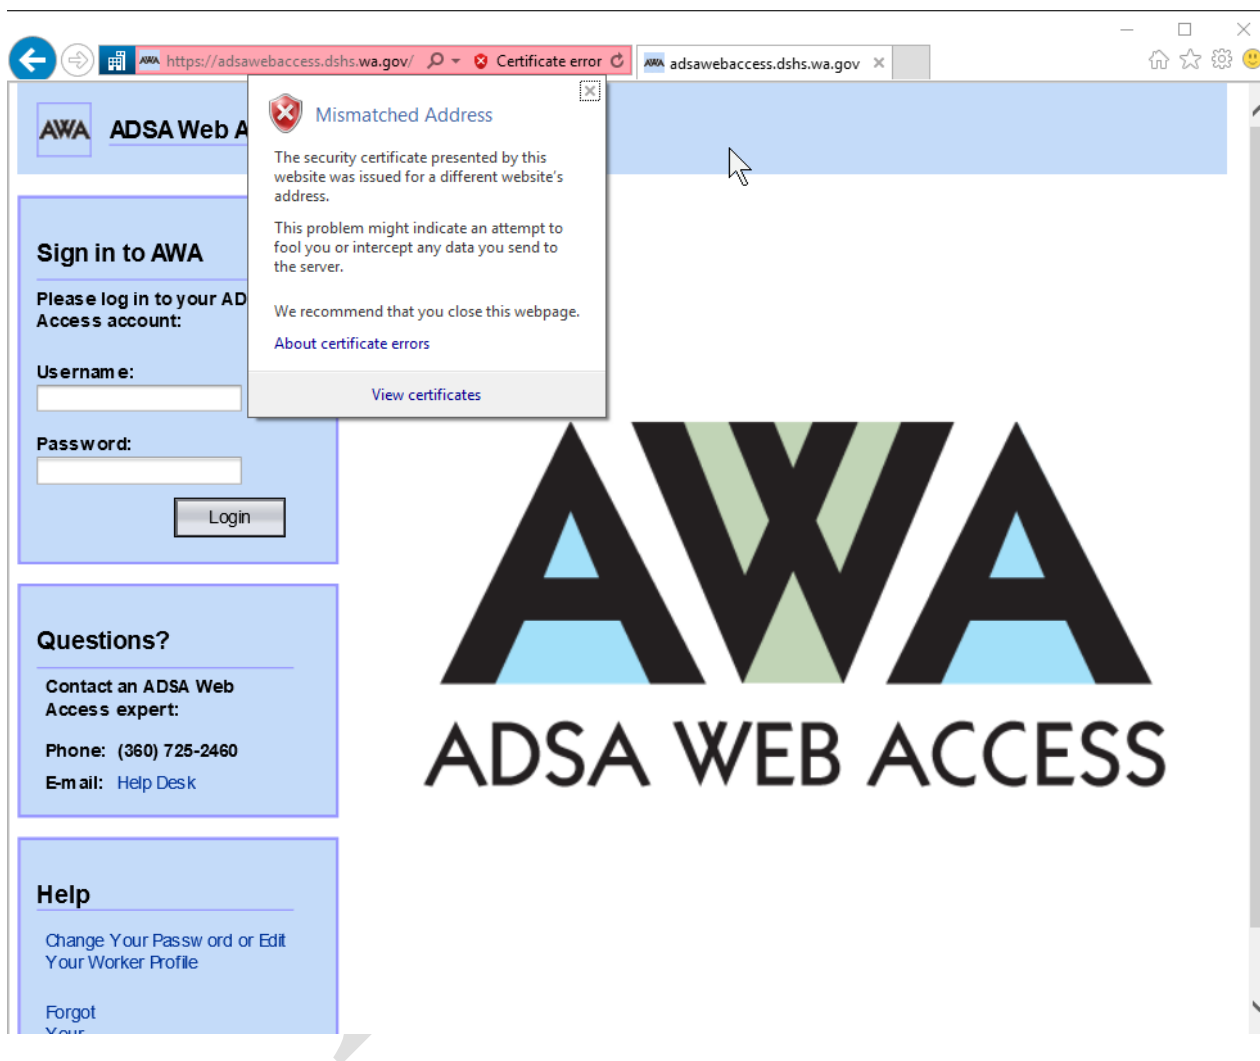 https://adsawebaccess.dshs.wa.gov/
Certificate error
adsawebaccess.dshs.wa.gov
AWA
ADSA Web A
Mismatched Address
The security certificate presented by this
website was issued for a different website's
address.
This problem might indicate an attempt to
fool you or intercept any data you send to
the server.
We recommend that you close this webpage.
About certificate errors
View certificates
Sign in to AWA
Please log in to your AD
Access account:
Username:
Password:
Login
Questions?
Contact an ADSA Web
Access expert:
Phone: (360) 725-2460
E-mail: Help Desk
Help
Change Your Password or Edit
Your Worker Profile
Forgot
Your
AWA
ADSA WEB ACCESS